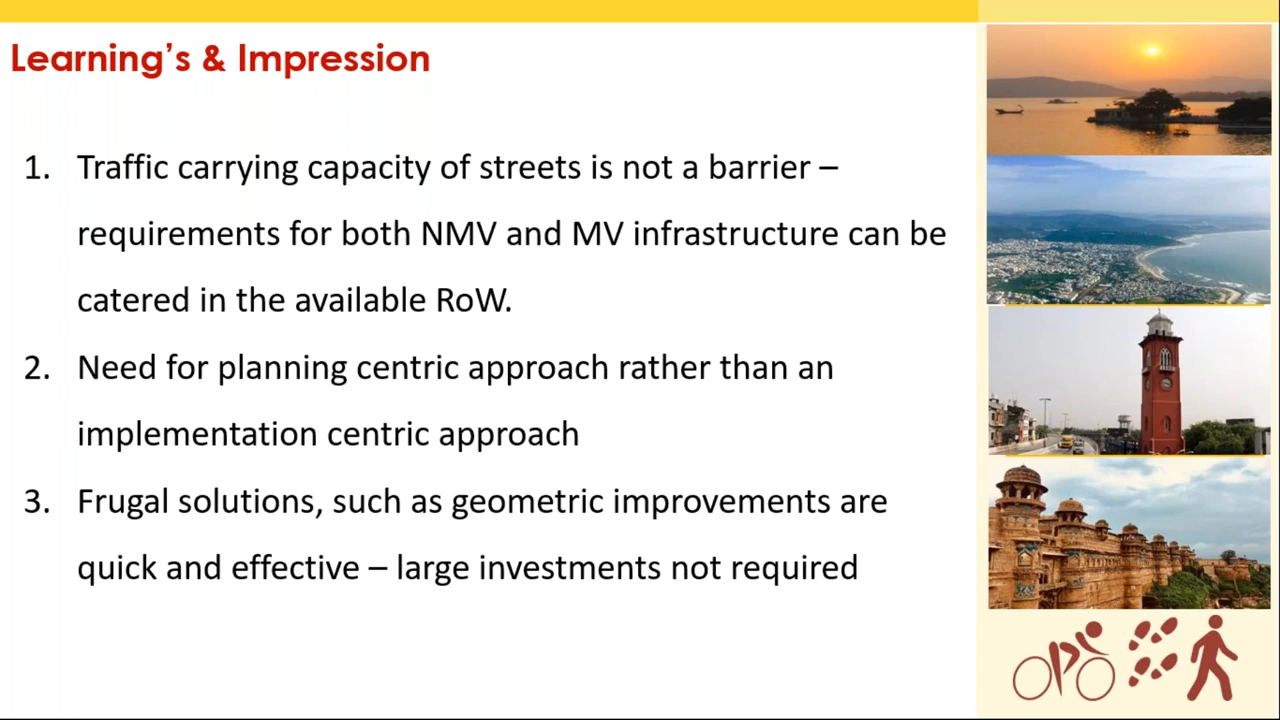 Learning’s & Impression
1. Traffic carrying capacity of streets is not a barrier –
requirements for both NMV and MV infrastructure can be
catered in the available RoW.
2. Need for planning centric approach rather than an
implementation centric approach
3. Frugal solutions, such as geometric improvements are
quick and effective – large investments not required